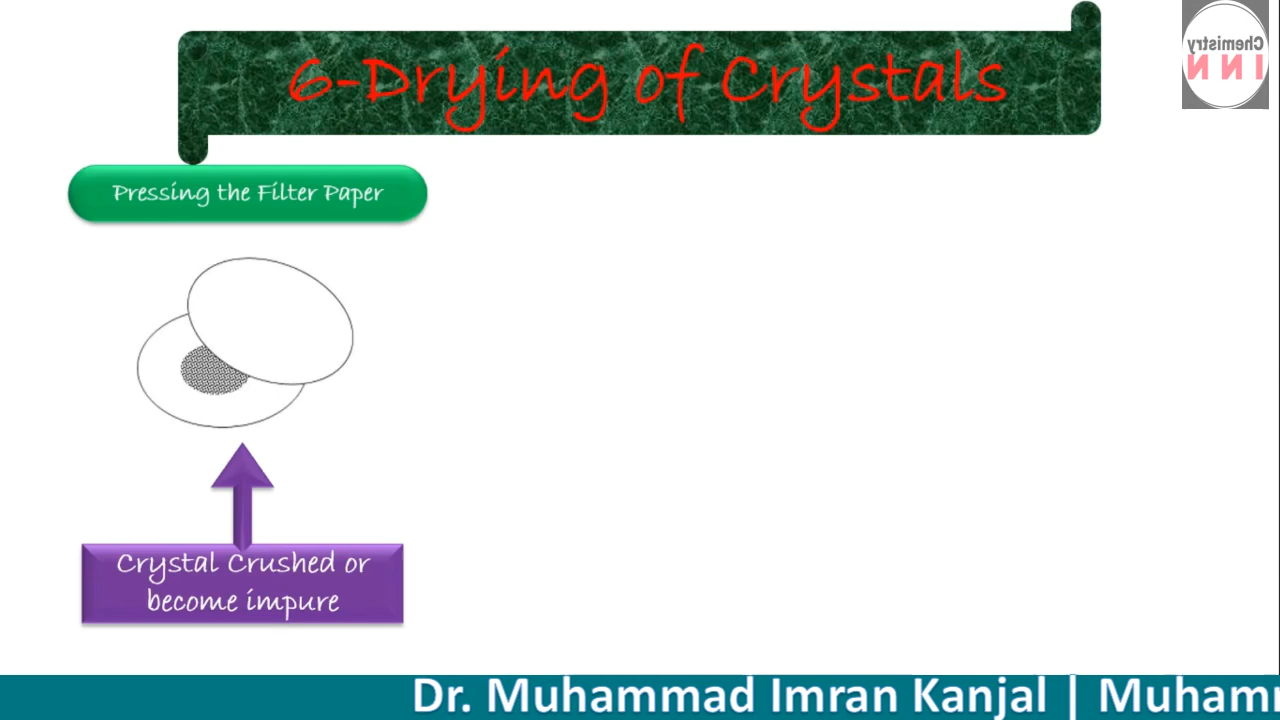 6-Drying of Crystals
Chemistry
INN
Pressing the Filter Paper
Crystal Crushed or
become impure
Dr. Muhammad Imran Kanjal | Muham